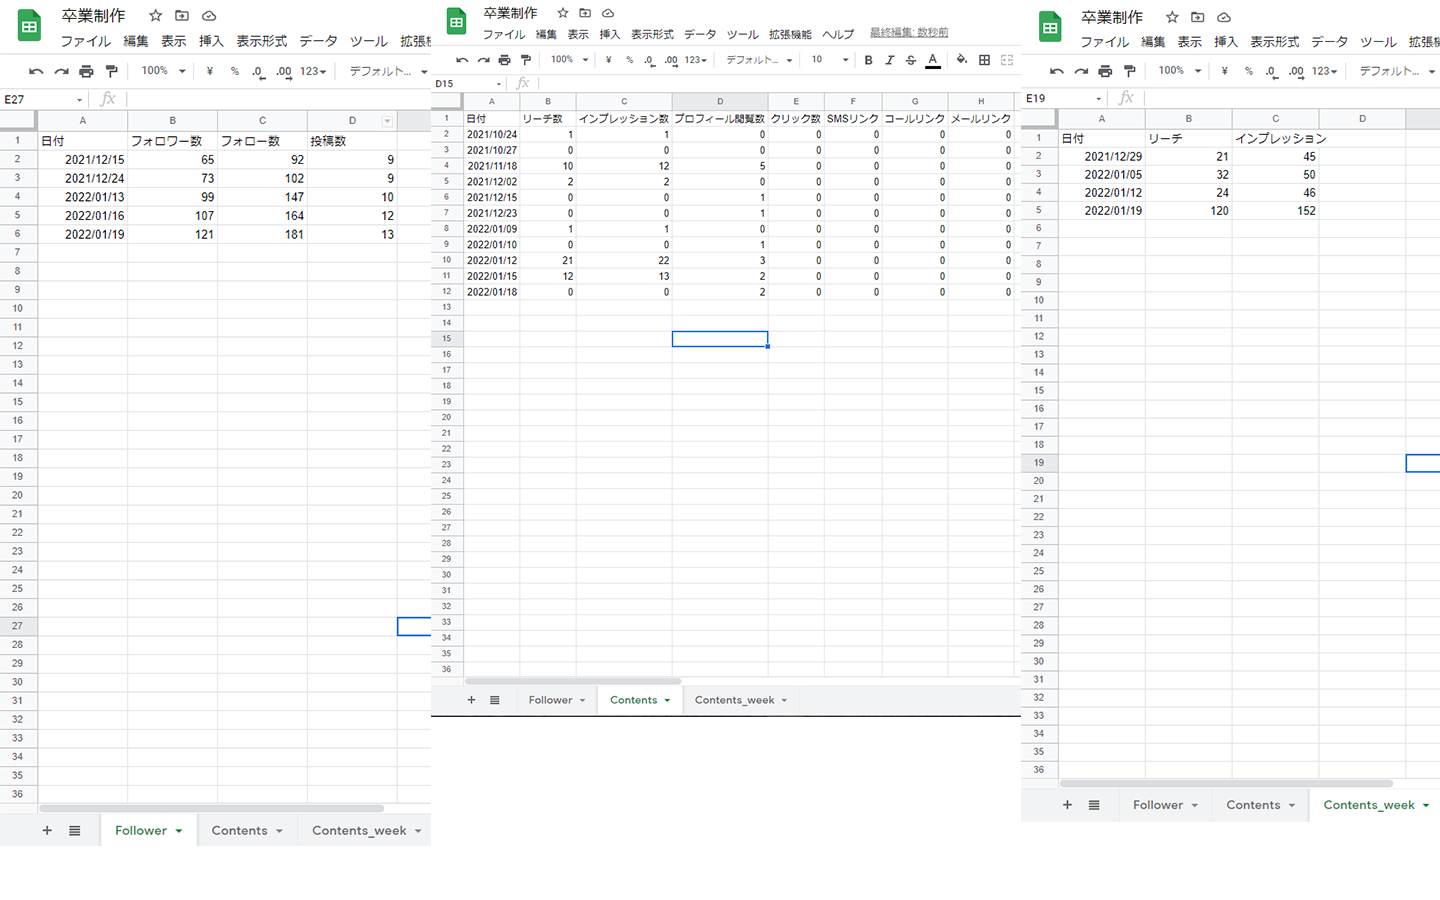 卒業制作
ファイル 編集 表示 挿入 表示形式 データ ツール 拡張
100% ¥ % .0 .00 123 デフォルト...
E27 fx
A B C D
1 日付 フォロワー数 フォロー数 投稿数
2 2021/12/15 65 92 9
3 2021/12/24 73 102 9
4 2022/01/13 99 147 10
5 2022/01/16 107 164 12
6 2022/01/19 121 181 13
7
8
9
10
11
12
13
14
15
16
17
18
19
20
21
22
23
24
25
26
27
28
29
30
31
32
33
34
35
36
+ Follower Contents Contents_week
卒業制作
ファイル 編集 表示 挿入 表示形式 データ ツール 拡張機能 ヘルプ 最終編集: 数秒前
100% ¥ % .0 .00 123 デフォルト... 10 B I S A
D15 fx
A B C D E F G H
1 日付 リーチ数 インプレッション数 プロフィール閲覧数 クリック数 SMSリンク コールリンク メールリンク
2 2021/10/24 1 1 0 0 0 0 0
3 2021/10/27 0 0 0 0 0 0 0
4 2021/11/18 10 12 5 0 0 0 0
5 2021/12/02 2 2 0 0 0 0 0
6 2021/12/15 0 0 1 0 0 0 0
7 2021/12/23 0 0 1 0 0 0 0
8 2022/01/09 1 1 0 0 0 0 0
9 2022/01/10 0 0 1 0 0 0 0
10 2022/01/12 21 22 3 0 0 0 0
11 2022/01/15 12 13 2 0 0 0 0
12 2022/01/18 0 0 2 0 0 0 0
13
14
15
16
17
18
19
20
21
22
23
24
25
26
27
28
29
30
31
32
33
34
35
36
+ Follower Contents Contents_week
卒業制作
ファイル 編集 表示 挿入 表示形式 データ ツール 拡張
100% ¥ % .0 .00 123 デフォルト...
E19 fx
A B C D
1 日付 リーチ インプレッション
2 2021/12/29 21 45
3 2022/01/05 32 50
4 2022/01/12 24 46
5 2022/01/19 120 152
6
7
8
9
10
11
12
13
14
15
16
17
18
19
20
21
22
23
24
25
26
27
28
29
30
31
32
33
34
35
36
+ Follower Contents Contents_week